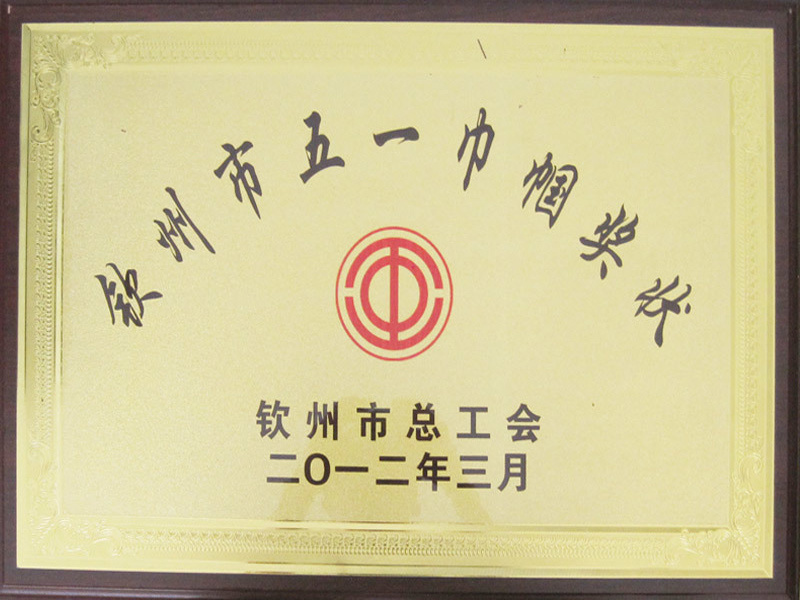 钦州市五一巾帼奖状
钦州市总工会
二〇一二年三月